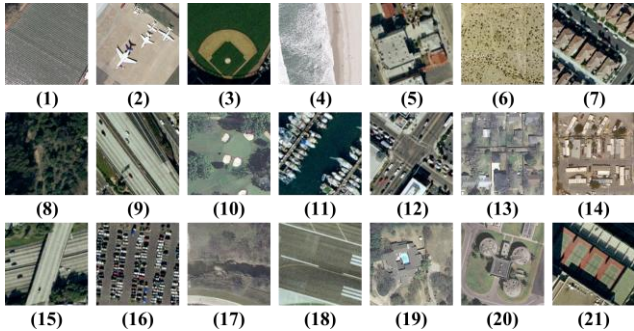 (1) (2) (3) (4) (5) (6) (7)
(8) (9) (10) (11) (12) (13) (14)
(15) (16) (17) (18) (19) (20) (21)